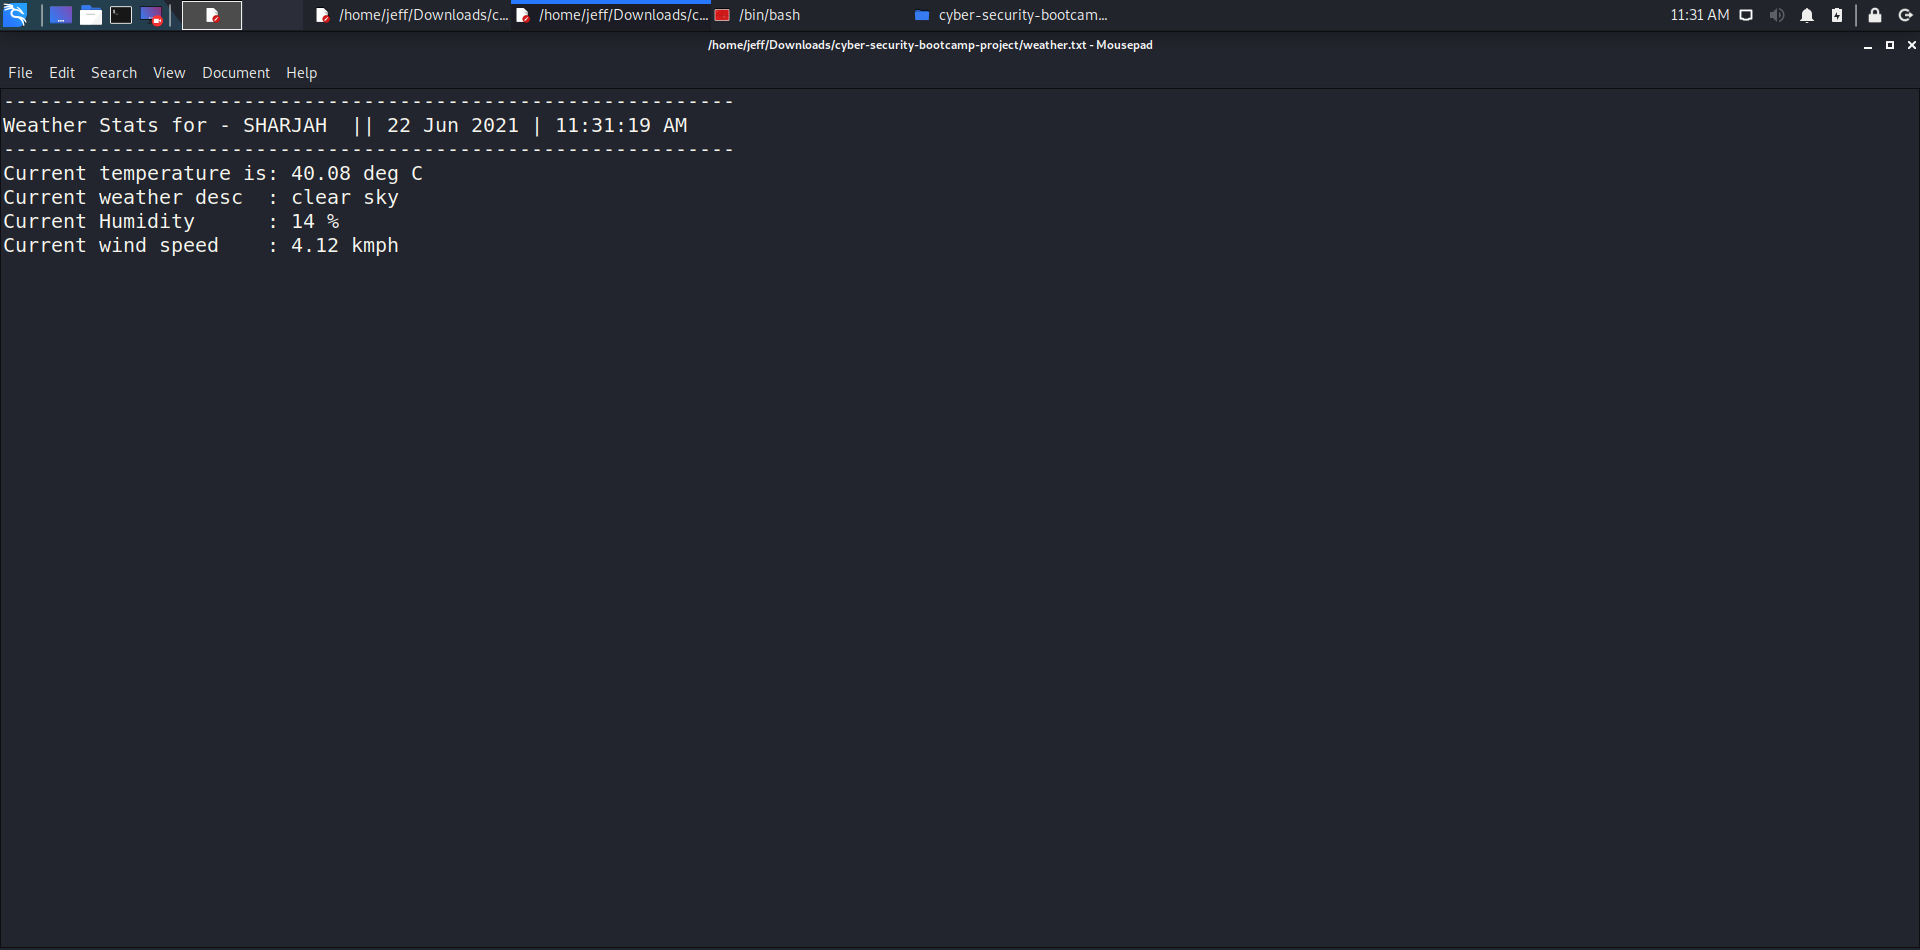 /home/jeff/Downloads/c... /home/jeff/Downloads/c... /bin/bash cyber-security-bootcam... 11:31 AM
/home/jeff/Downloads/cyber-security-bootcamp-project/weather.txt - Mousepad
File Edit Search View Document Help
-------------------------------------------------------------
Weather Stats for - SHARJAH  || 22 Jun 2021 | 11:31:19 AM
-------------------------------------------------------------
Current temperature is: 40.08 deg C
Current weather desc  : clear sky
Current Humidity      : 14 %
Current wind speed    : 4.12 kmph